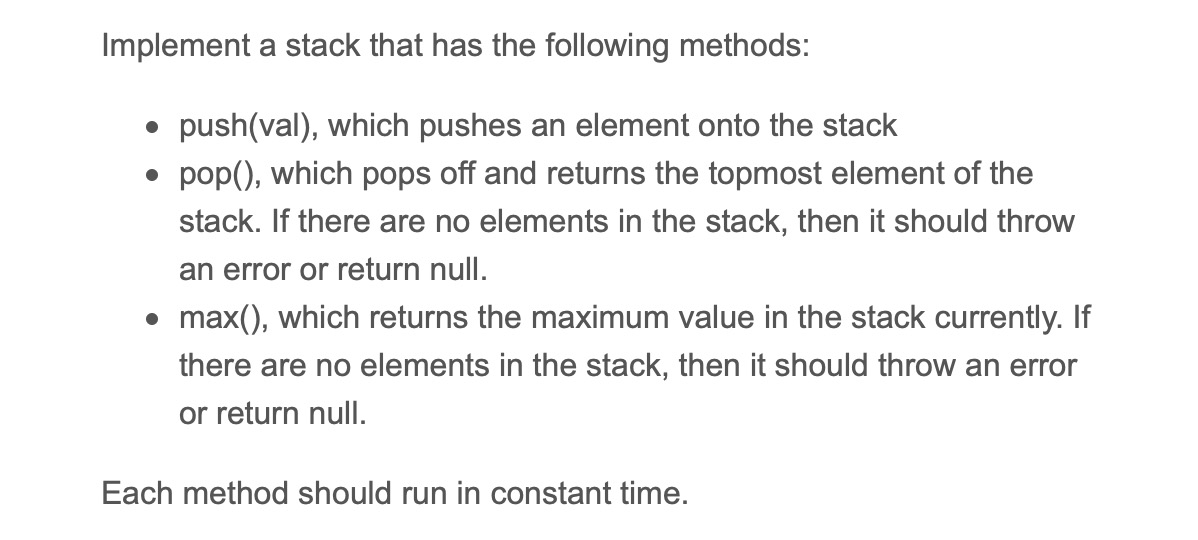 Implement a stack that has the following methods:
• push(val), which pushes an element onto the stack
• pop(), which pops off and returns the topmost element of the
stack. If there are no elements in the stack, then it should throw
an error or return null.
• max(), which returns the maximum value in the stack currently. If
there are no elements in the stack, then it should throw an error
or return null.
Each method should run in constant time.